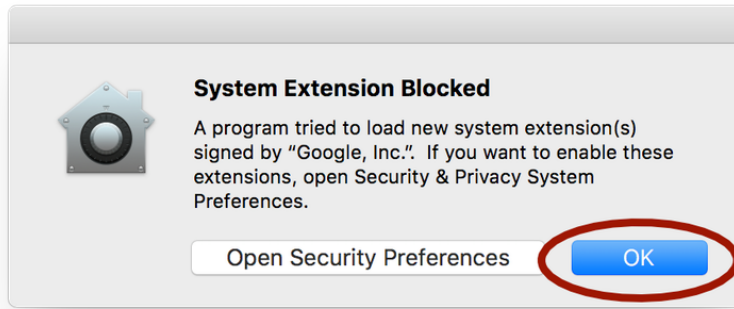 System Extension Blocked
A program tried to load new system extension(s)
signed by “Google, Inc.”.  If you want to enable these
extensions, open Security & Privacy System
Preferences.
Open Security Preferences
OK